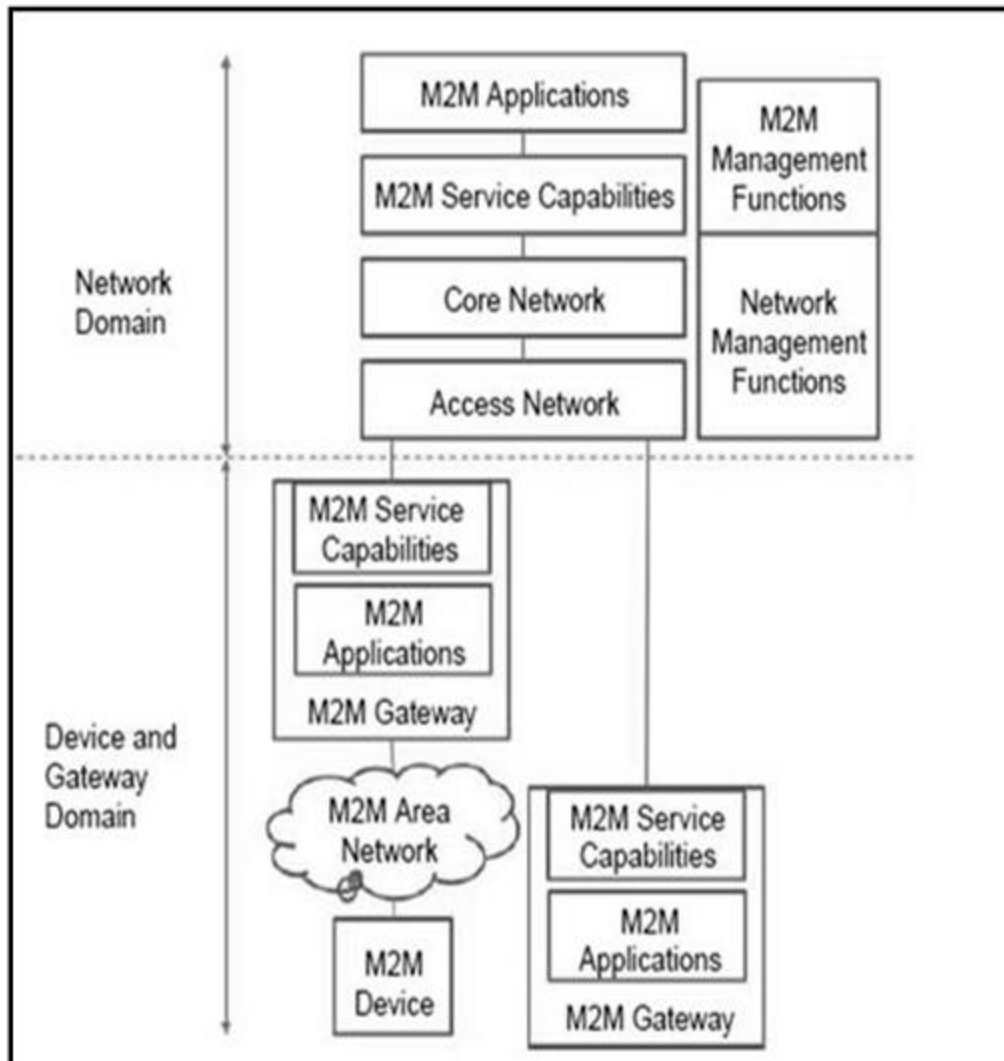 M2M Applications
M2M Service Capabilities
Core Network
Access Network
M2M
Management
Functions
Network
Management
Functions
Network
Domain
M2M Service
Capabilities
M2M
Applications
M2M Gateway
Device and
Gateway
Domain
M2M Area
Network
M2M
Device
M2M Service
Capabilities
M2M
Applications
M2M Gateway